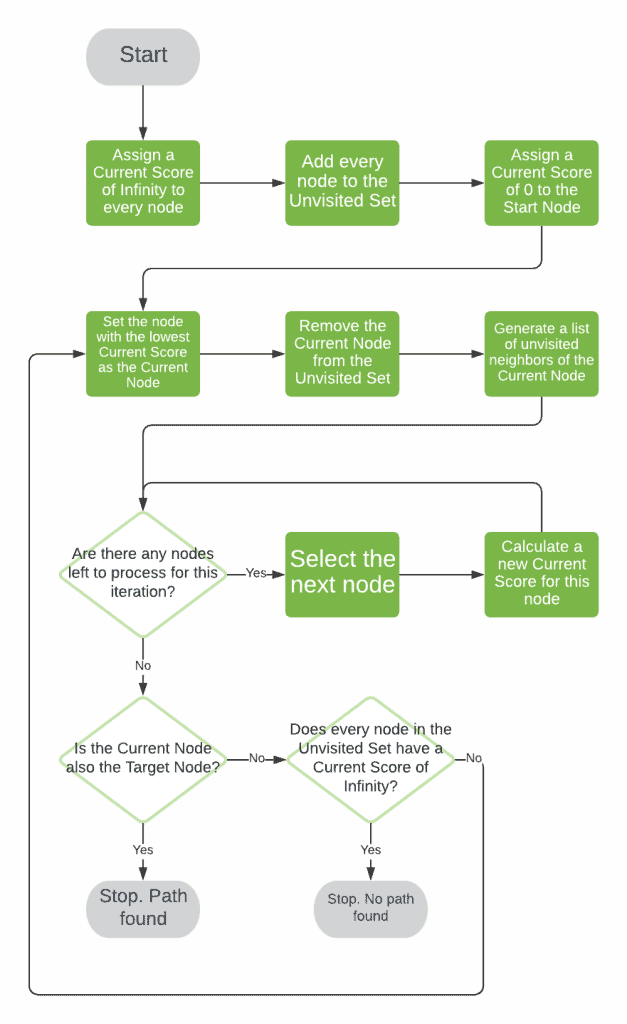 Start
Assign a
Current Score
of Infinity to
every node
Add every
node to the
Unvisited Set
Assign a
Current Score
of 0 to the
Start Node
Set the node
with the lowest
Current Score
as the Current
Node
Remove the
Current Node
from the
Unvisited Set
Generate a list
of unvisited
neighbors of the
Current Node
Are there any nodes
left to process for this
iteration?
Yes
Select the
next node
Calculate a
new Current
Score for this
node
No
Is the Current Node
also the Target Node?
No
Does every node in the
Unvisited Set have a
Current Score of
Infinity?
No
Yes
Yes
Stop. Path
found
Stop. No path
found